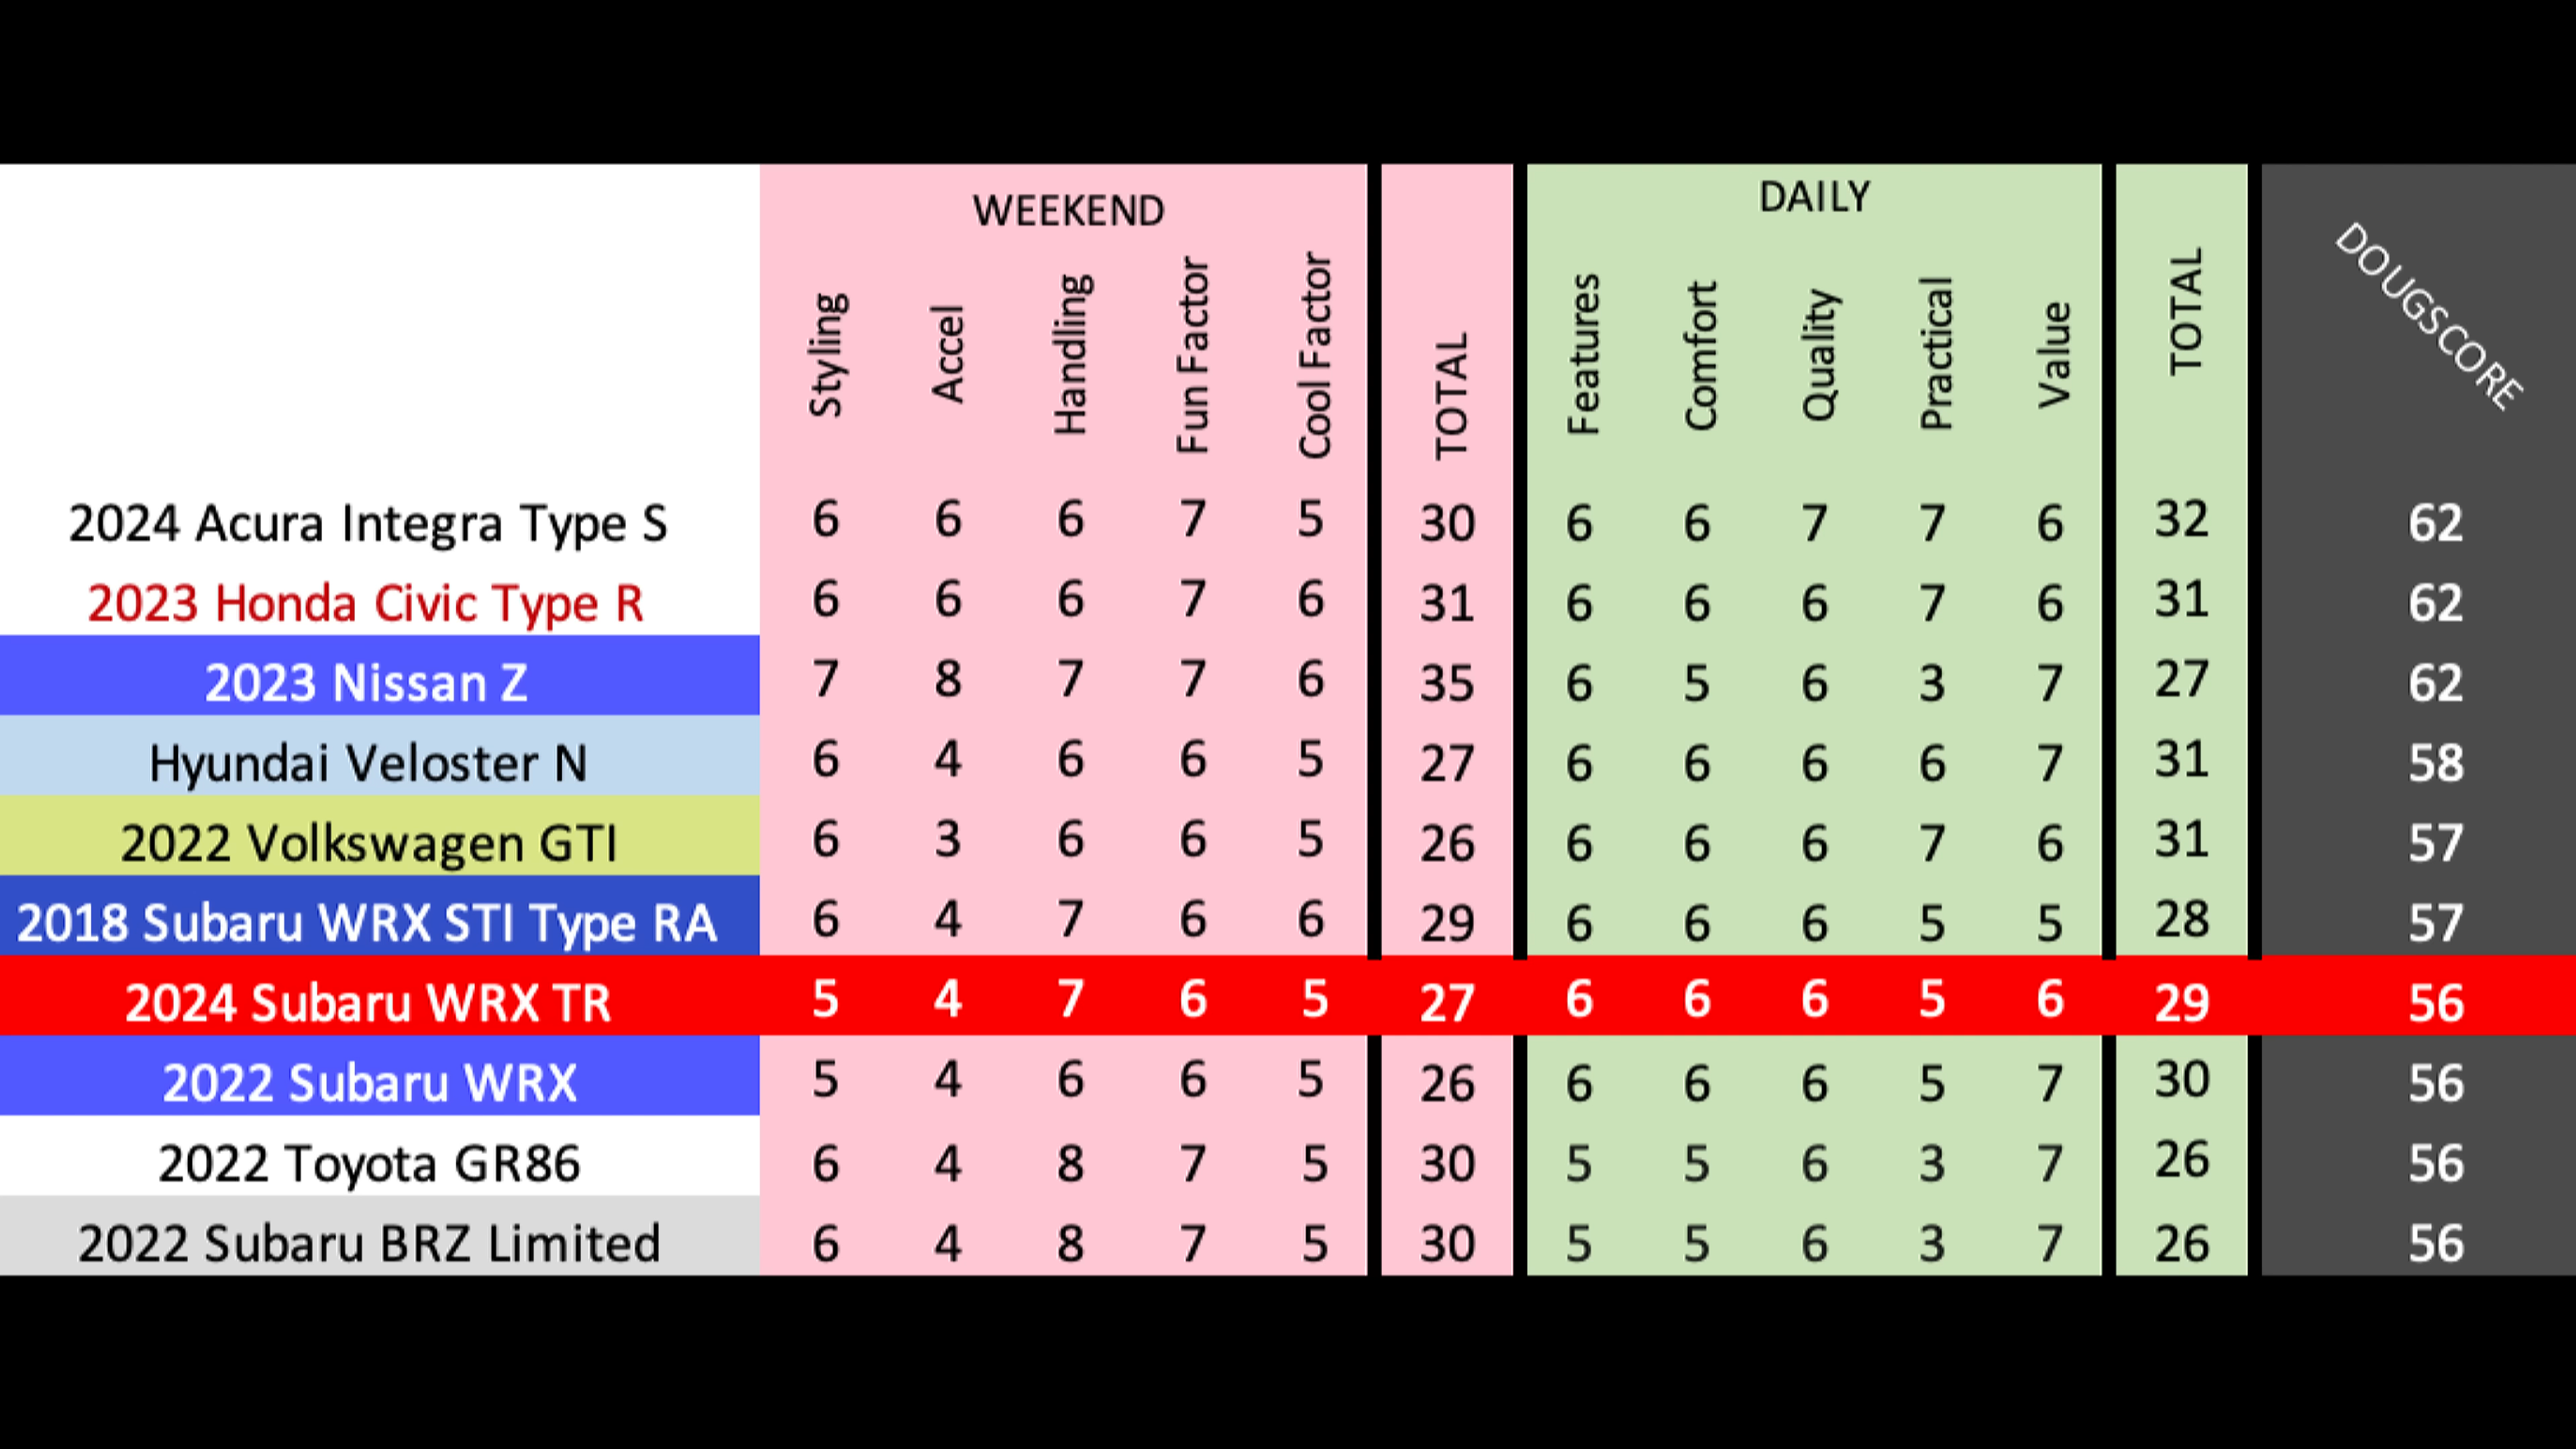 WEEKEND DAILY
Styling Accel Handling Fun Factor Cool Factor TOTAL Features Comfort Quality Practical Value TOTAL DOUGSCORE
2024 Acura Integra Type S 6 6 6 7 5 30 6 6 7 7 6 32 62
2023 Honda Civic Type R 6 6 6 7 6 31 6 6 6 7 6 31 62
2023 Nissan Z 7 8 7 7 6 35 6 5 6 3 7 27 62
Hyundai Veloster N 6 4 6 6 5 27 6 6 6 6 7 31 58
2022 Volkswagen GTI 6 3 6 6 5 26 6 6 6 7 6 31 57
2018 Subaru WRX STI Type RA 6 4 7 6 6 29 6 6 6 5 5 28 57
2024 Subaru WRX TR 5 4 7 6 5 27 6 6 6 5 6 29 56
2022 Subaru WRX 5 4 6 6 5 26 6 6 6 5 7 30 56
2022 Toyota GR86 6 4 8 7 5 30 5 5 6 3 7 26 56
2022 Subaru BRZ Limited 6 4 8 7 5 30 5 5 6 3 7 26 56